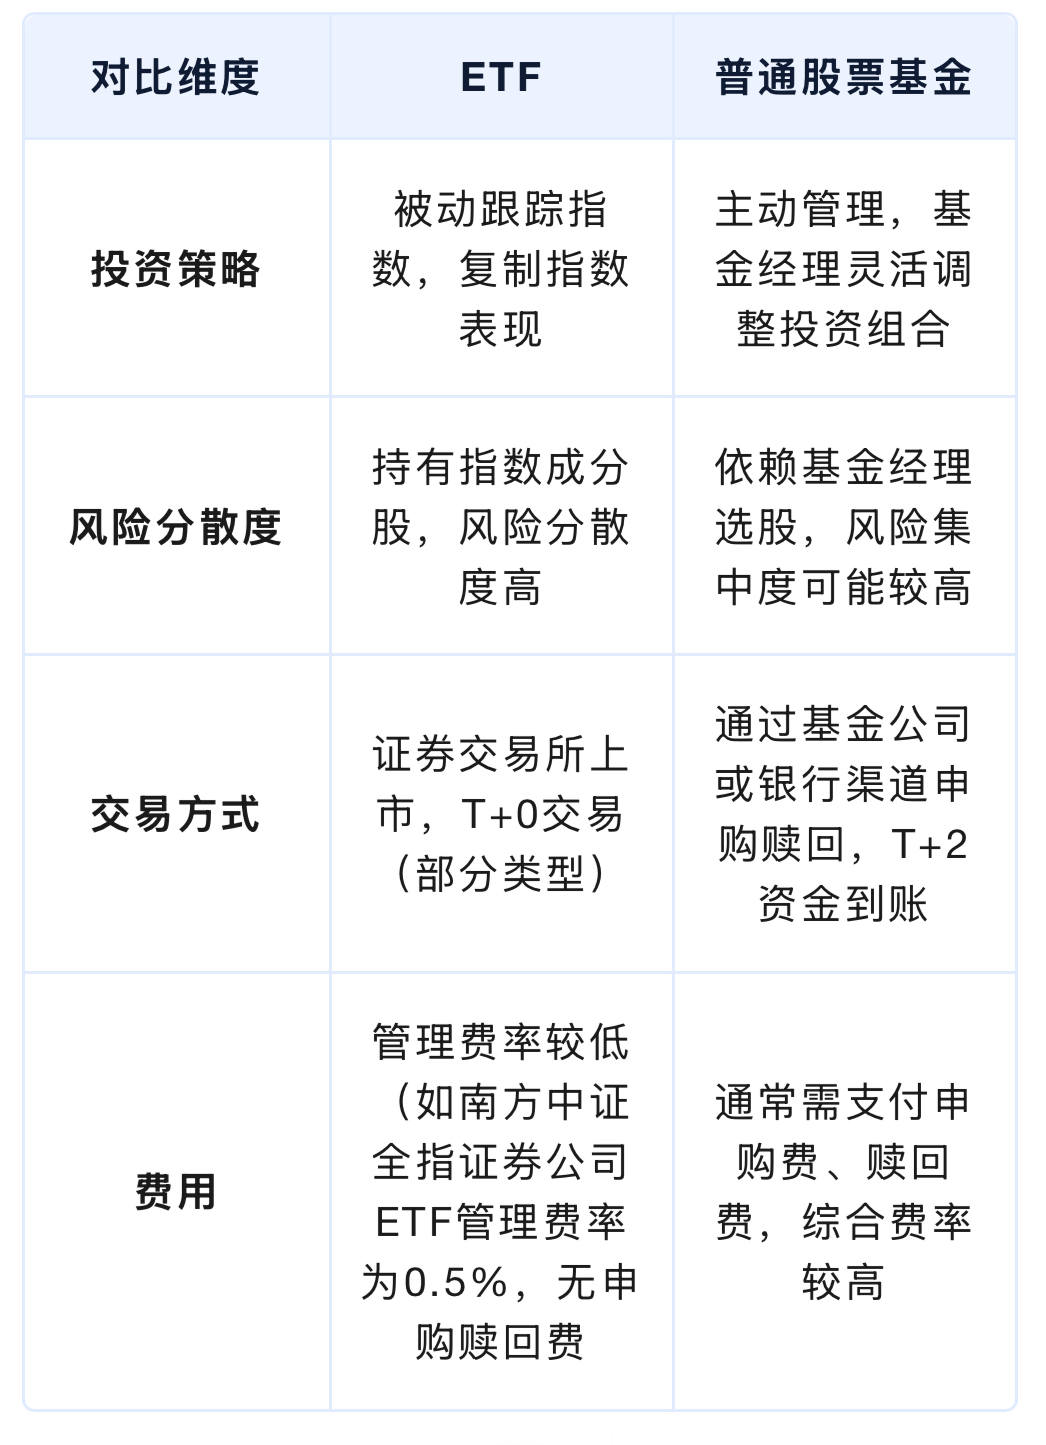 对比维度
ETF
普通股票基金
投资策略
被动跟踪指
数，复制指数
表现
主动管理，基
金经理灵活调
整投资组合
风险分散度
持有指数成分
股，风险分散
度高
依赖基金经理
选股，风险集
中度可能较高
交易方式
证券交易所上
市，T+0交易
（部分类型）
通过基金公司
或银行渠道申
购赎回，T+2
资金到账
费用
管理费率较低
（如南方中证
全指证券公司
ETF管理费率
为0.5%，无申
购赎回费
通常需支付申
购费、赎回
费，综合费率
较高